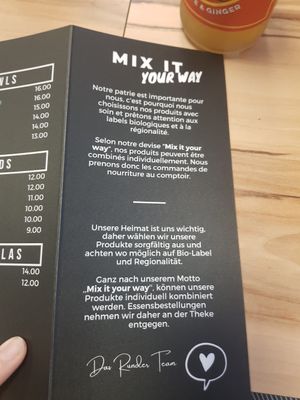 & GINGER
WLS
16.00
16.00
15.00
14.00
14.00
13.00
DS
12.00
12.00
10.00
10.00
9.00
LAS
14.00
12.00
MIX IT
YOUR WAY
Notre patrie est importante pour
nous, c'est pourquoi nous
choisissons nos produits avec
soin et prêtons attention aux
labels biologiques et à la
régionalité.
Selon notre devise "Mix it your
way", nos produits peuvent être
combinés individuellement. Nous
prenons donc les commandes de
nourriture au comptoir.
Unsere Heimat ist uns wichtig,
daher wählen wir unsere
Produkte sorgfältig aus und
achten wo möglich auf Bio-Label
und Regionalität.
Ganz nach unserem Motto
„Mix it your way", können unsere
Produkte individuell kombiniert
werden. Essensbestellungen
nehmen wir daher an der Theke
entgegen.
Das Rundler Team